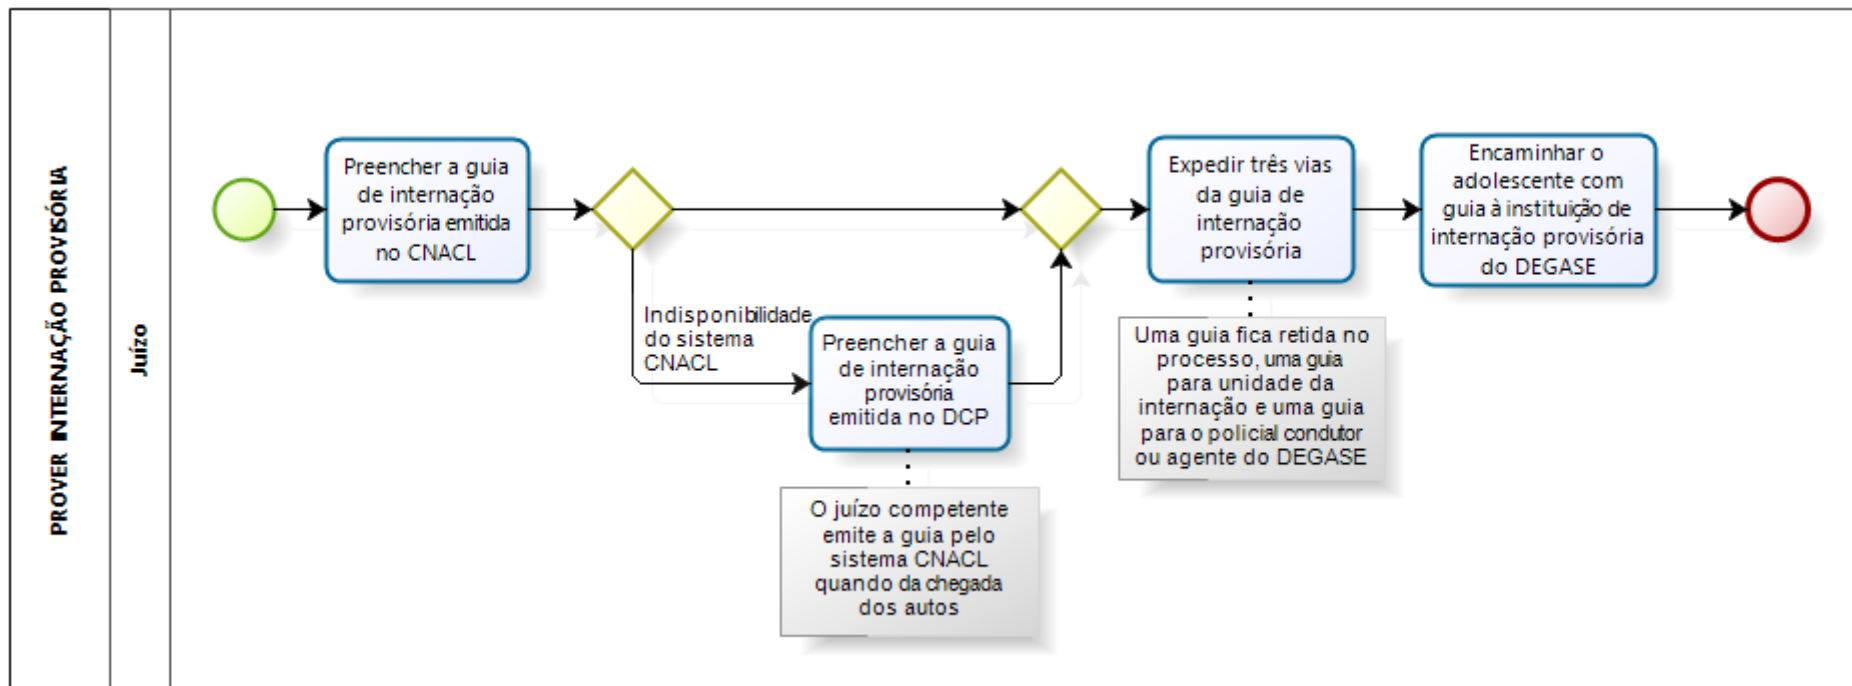 PROVER INTERNAÇÃO PROVISÓRIA
Juízo
Preencher a guia
de internação
provisória emitida
no CNACL
Indisponibilidade
do sistema
CNACL
Preencher a guia
de internação
provisória
emitida no DCP
O juízo competente
emite a guia pelo
sistema CNACL
quando da chegada
dos autos
Expedir três vias
da guia de
internação
provisória
Uma guia fica retida no
processo, uma guia
para unidade da
internação e uma guia
para o policial condutor
ou agente do DEGASE
Encaminhar o
adolescente com
guia à instituição de
internação provisória
do DEGASE